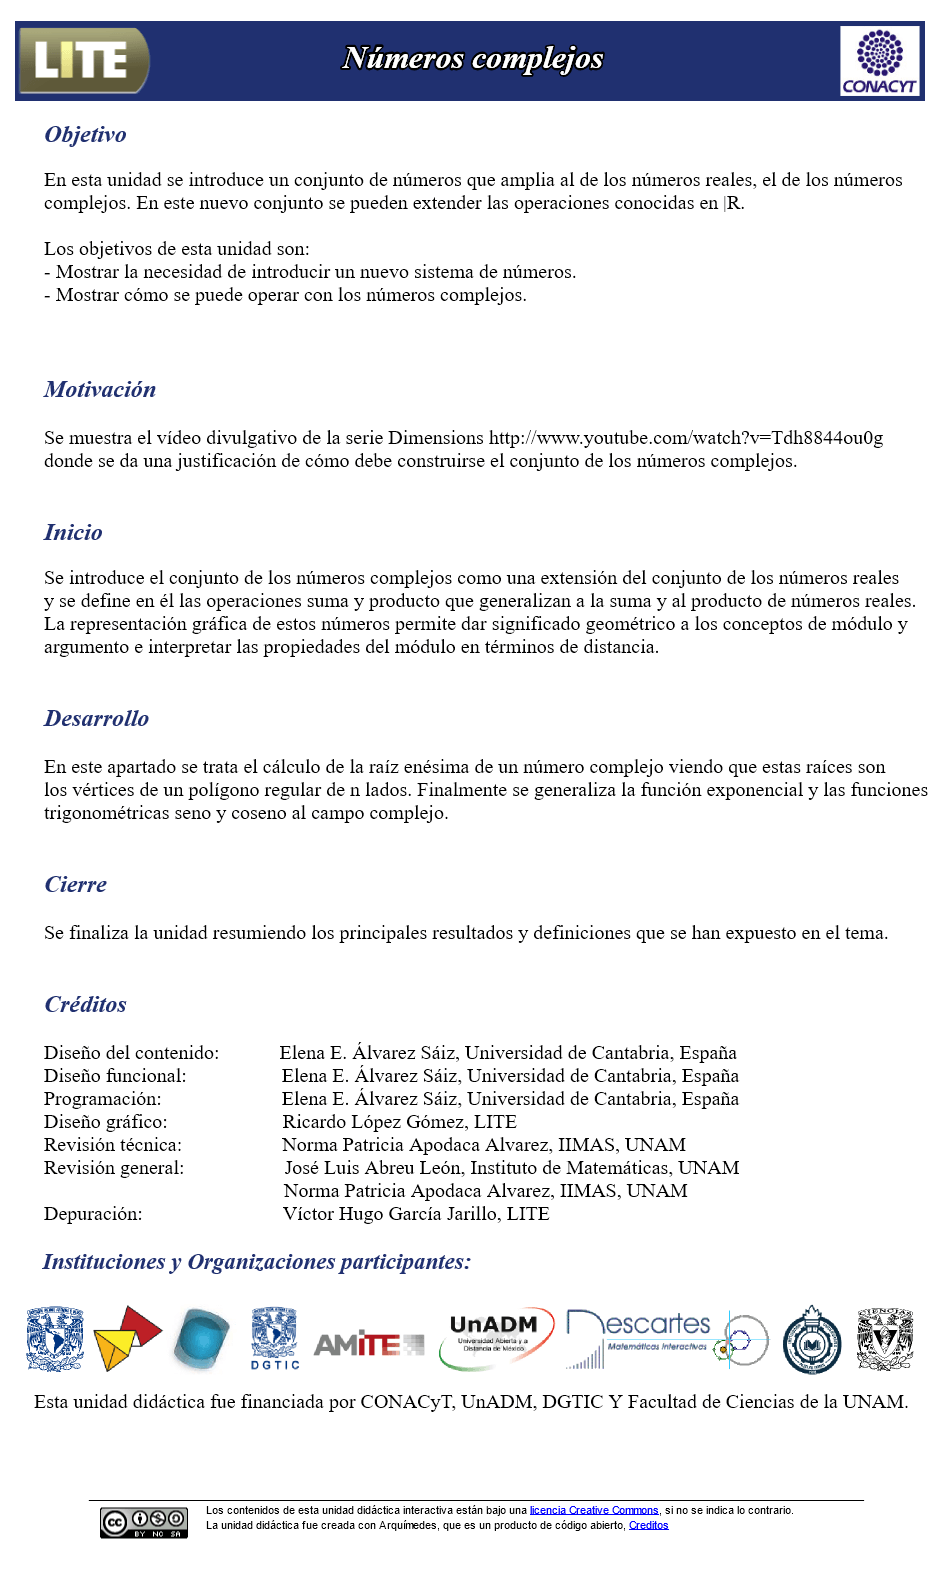 LITE
Números complejos
CONACYT
Objetivo
En esta unidad se introduce un conjunto de números que amplia al de los números reales, el de los números
complejos. En este nuevo conjunto se pueden extender las operaciones conocidas en |R.
Los objetivos de esta unidad son:
- Mostrar la necesidad de introducir un nuevo sistema de números.
- Mostrar cómo se puede operar con los números complejos.
Motivación
Se muestra el vídeo divulgativo de la serie Dimensions http://www.youtube.com/watch?v=Tdh8844ou0g
donde se da una justificación de cómo debe construirse el conjunto de los números complejos.
Inicio
Se introduce el conjunto de los números complejos como una extensión del conjunto de los números reales
y se define en él las operaciones suma y producto que generalizan a la suma y al producto de números reales.
La representación gráfica de estos números permite dar significado geométrico a los conceptos de módulo y
argumento e interpretar las propiedades del módulo en términos de distancia.
Desarrollo
En este apartado se trata el cálculo de la raíz enésima de un número complejo viendo que estas raíces son
los vértices de un polígono regular de n lados. Finalmente se generaliza la función exponencial y las funciones
trigonométricas seno y coseno al campo complejo.
Cierre
Se finaliza la unidad resumiendo los principales resultados y definiciones que se han expuesto en el tema.
Créditos
Diseño del contenido: Elena E. Álvarez Sáiz, Universidad de Cantabria, España
Diseño funcional: Elena E. Álvarez Sáiz, Universidad de Cantabria, España
Programación: Elena E. Álvarez Sáiz, Universidad de Cantabria, España
Diseño gráfico: Ricardo López Gómez, LITE
Revisión técnica: Norma Patricia Apodaca Alvarez, IIMAS, UNAM
Revisión general: José Luis Abreu León, Instituto de Matemáticas, UNAM
Norma Patricia Apodaca Alvarez, IIMAS, UNAM
Depuración: Víctor Hugo García Jarillo, LITE
Instituciones y Organizaciones participantes:
DGTIC
AMITE
UnADM
Universidad Abierta y a
Distancia de México
Descartes
Matemáticas Interactivas
CIENCIAS
Esta unidad didáctica fue financiada por CONACyT, UnADM, DGTIC Y Facultad de Ciencias de la UNAM.
cc BY NC SA
Los contenidos de esta unidad didáctica interactiva están bajo una licencia Creative Commons, si no se indica lo contrario.
La unidad didáctica fue creada con Arquímedes, que es un producto de código abierto, Creditos